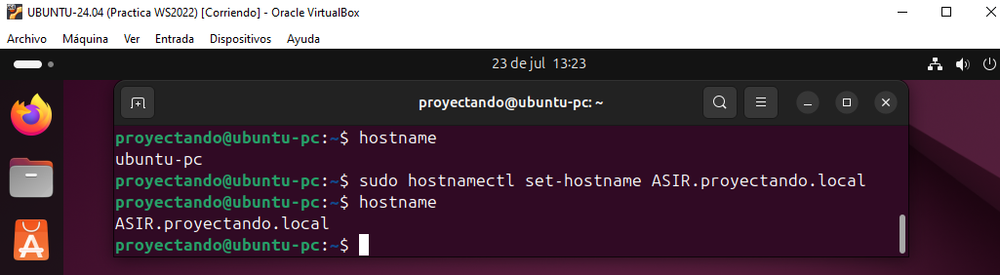 UBUNTU-24.04 (Practica WS2022) [Corriendo] - Oracle VirtualBox
Archivo Máquina Ver Entrada Dispositivos Ayuda
23 de jul 13:23
proyectando@ubuntu-pc: ~
proyectando@ubuntu-pc:~$ hostname
ubuntu-pc
proyectando@ubuntu-pc:~$ sudo hostnamectl set-hostname ASIR.proyectando.local
proyectando@ubuntu-pc:~$ hostname
ASIR.proyectando.local
proyectando@ubuntu-pc:~$